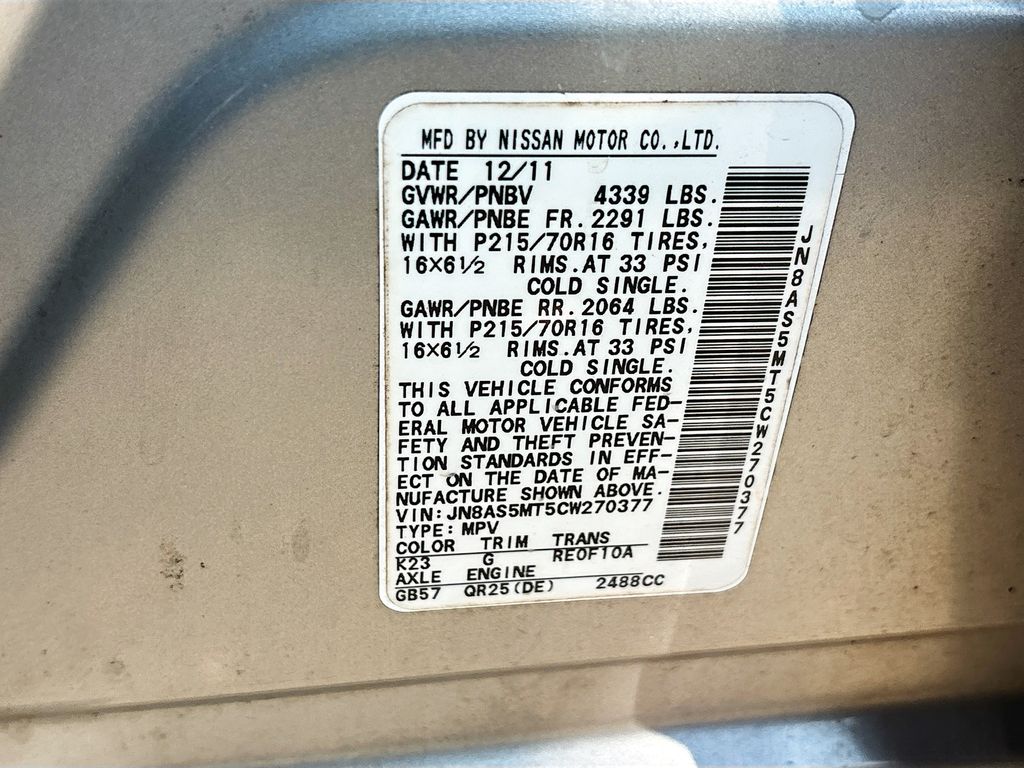 MFD BY NISSAN MOTOR CO.,LTD.
DATE 12/11
GVWR/PNBV 4339 LBS.
GAWR/PNBE FR. 2291 LBS.
WITH P215/70R16 TIRES,
16X6½ RIMS. AT 33 PSI
COLD SINGLE.
GAWR/PNBE RR. 2064 LBS.
WITH P215/70R16 TIRES,
16X6½ RIMS. AT 33 PSI
COLD SINGLE.
THIS VEHICLE CONFORMS
TO ALL APPLICABLE FED-
ERAL MOTOR VEHICLE SA-
FETY AND THEFT PREVEN-
TION STANDARDS IN EFF-
ECT ON THE DATE OF MA-
NUFACTURE SHOWN ABOVE.
VIN: JN8AS5MT5CW270377
TYPE: MPV
COLOR TRIM TRANS
K23 G RE0F10A
AXLE ENGINE
GB57 QR25(DE) 2488CC
JN8AS5MT5CW270377